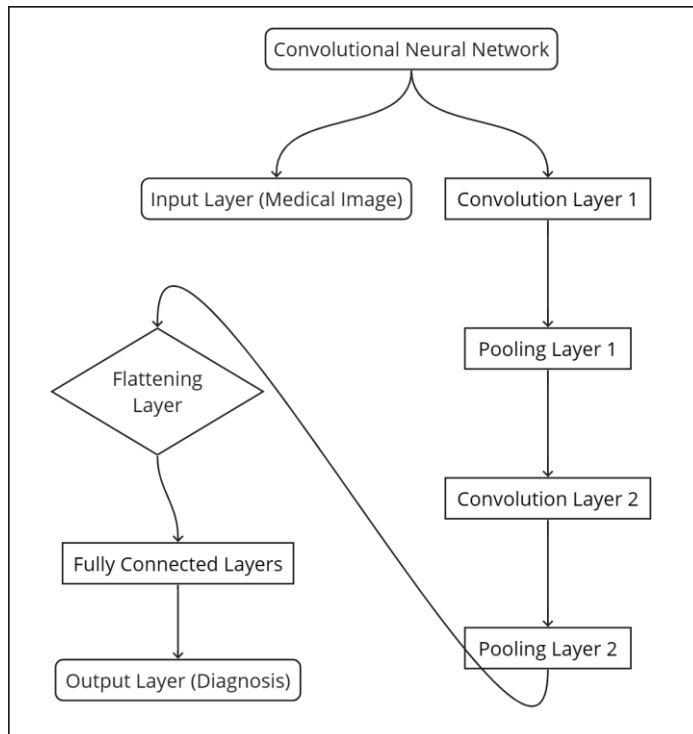 Convolutional Neural Network
Input Layer (Medical Image)
Convolution Layer 1
Pooling Layer 1
Flattening
Layer
Convolution Layer 2
Fully Connected Layers
Pooling Layer 2
Output Layer (Diagnosis)